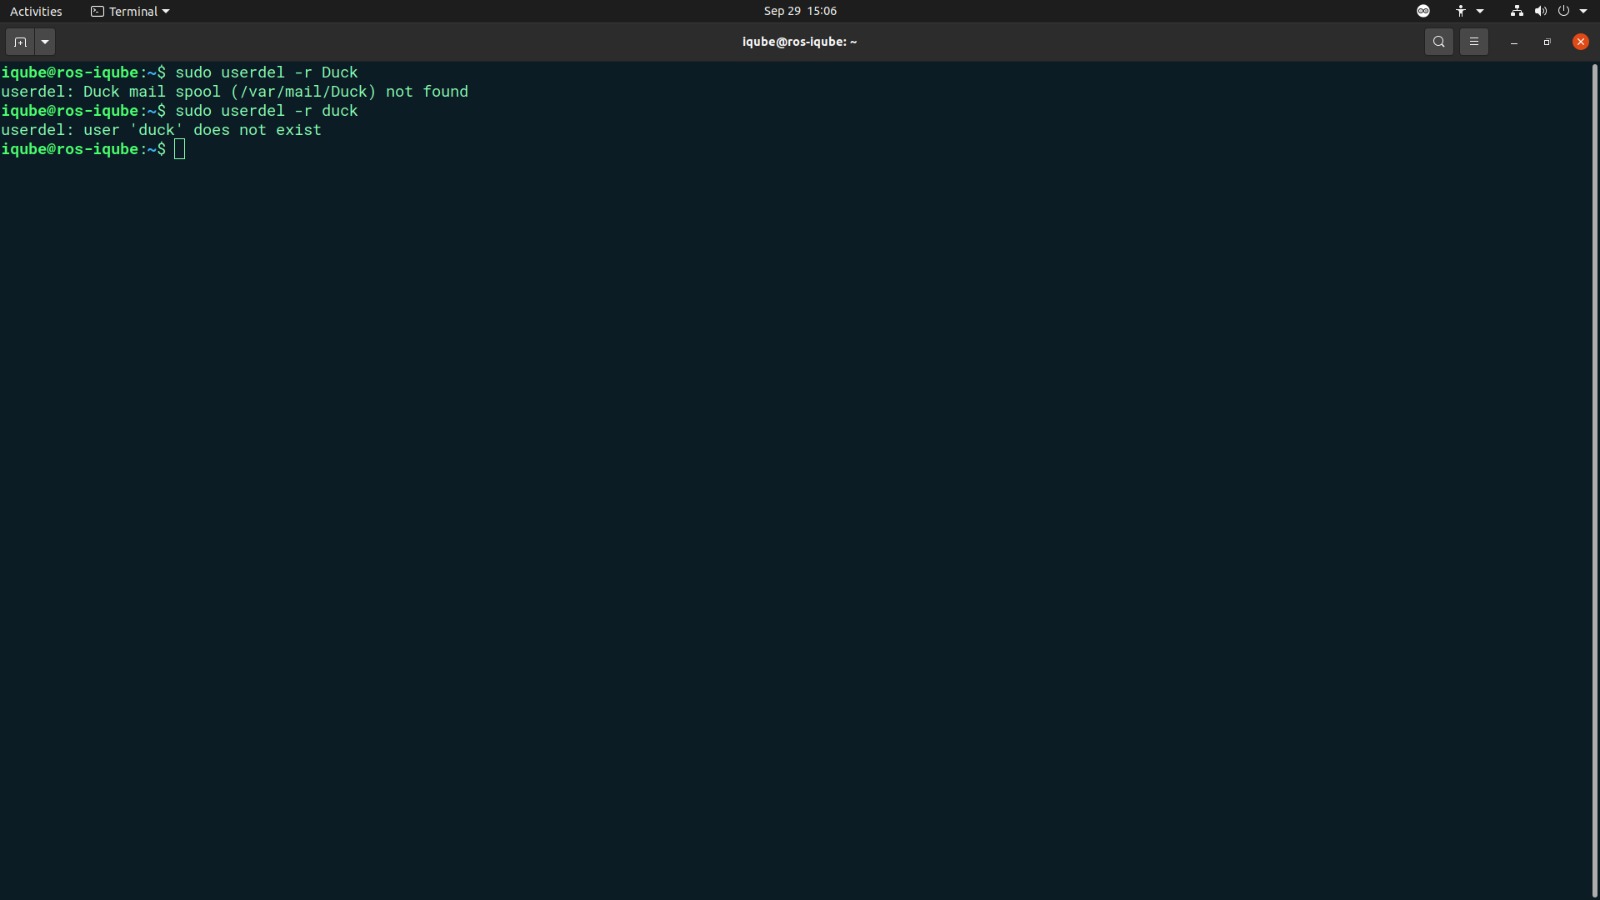 Activities Terminal Sep 29 15:06
iqube@ros-iqube: ~
iqube@ros-iqube:~$ sudo userdel -r Duck
userdel: Duck mail spool (/var/mail/Duck) not found
iqube@ros-iqube:~$ sudo userdel -r duck
userdel: user 'duck' does not exist
iqube@ros-iqube:~$